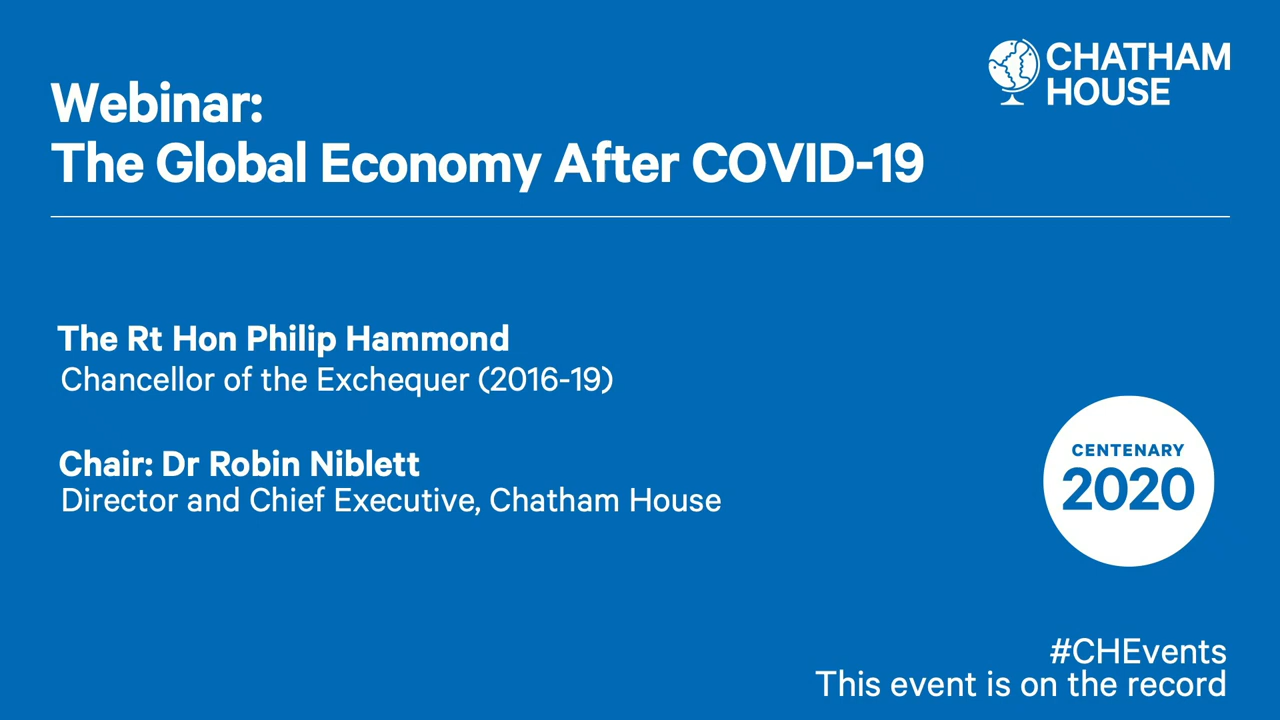 CHATHAM
HOUSE
Webinar:
The Global Economy After COVID-19
The Rt Hon Philip Hammond
Chancellor of the Exchequer (2016-19)
Chair: Dr Robin Niblett
Director and Chief Executive, Chatham House
CENTENARY
2020
#CHEvents
This event is on the record